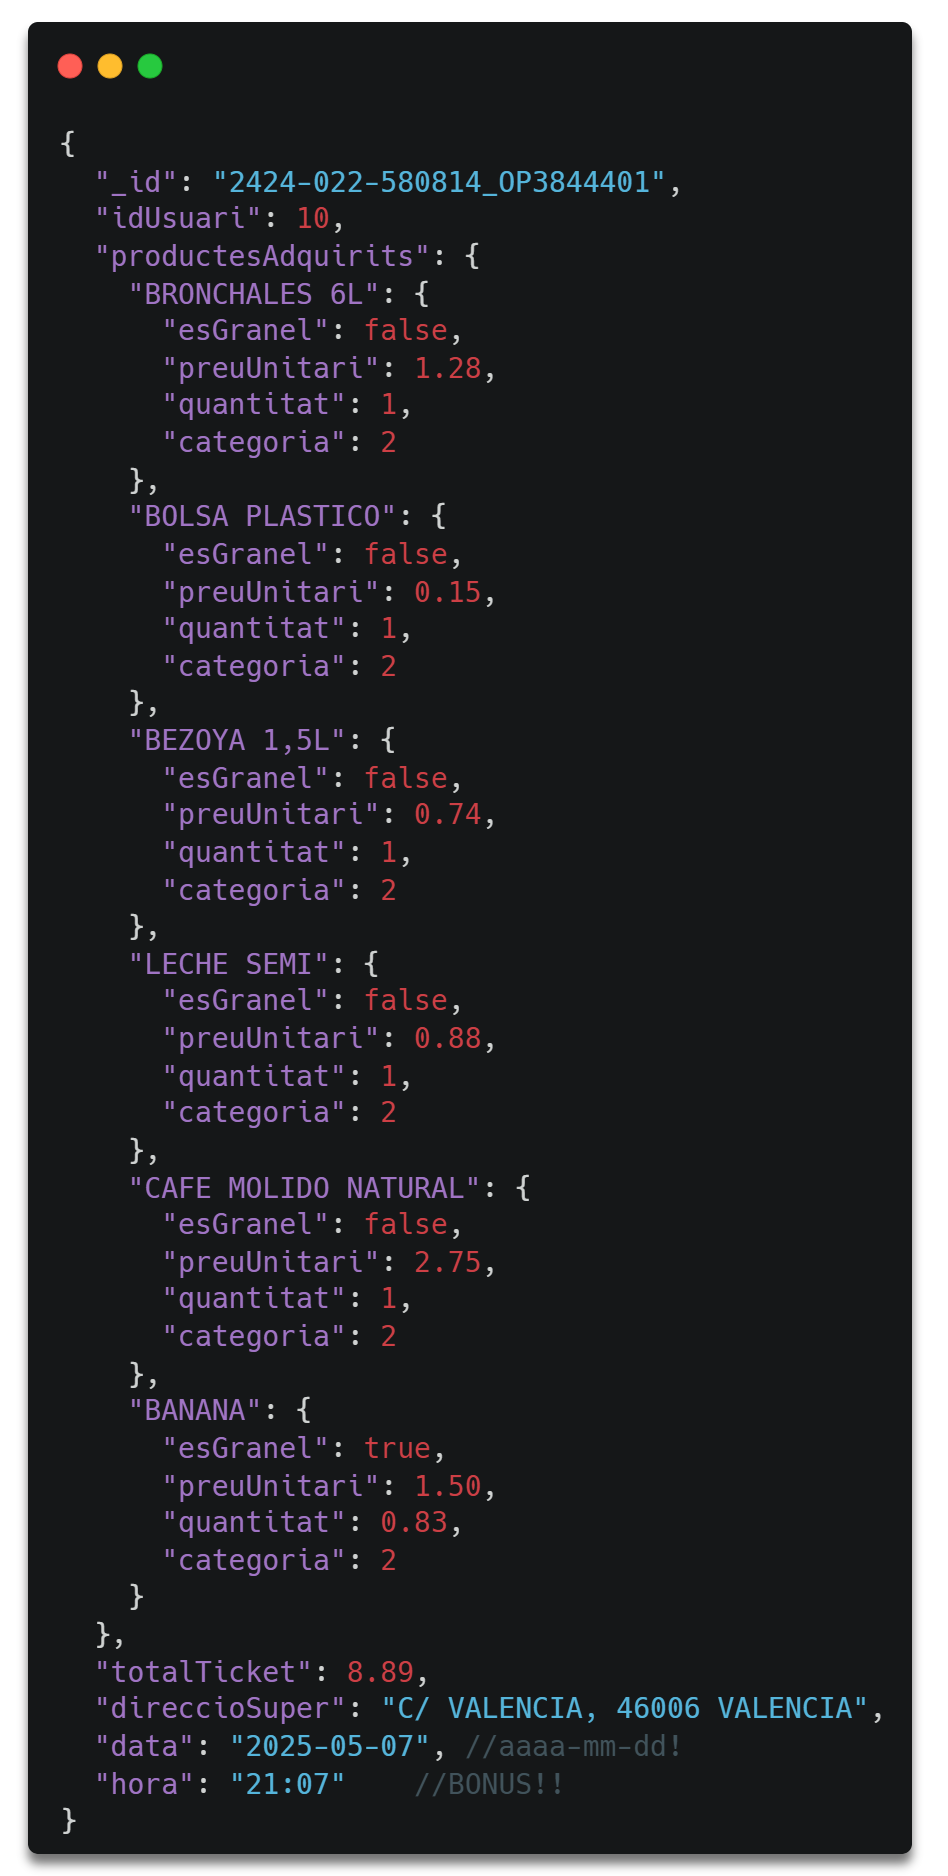 {
  "_id": "2424-022-580814_OP3844401",
  "idUsuari": 10,
  "productesAdquirits": {
    "BRONCHALES 6L": {
      "esGranel": false,
      "preuUnitari": 1.28,
      "quantitat": 1,
      "categoria": 2
    },
    "BOLSA PLASTICO": {
      "esGranel": false,
      "preuUnitari": 0.15,
      "quantitat": 1,
      "categoria": 2
    },
    "BEZOYA 1,5L": {
      "esGranel": false,
      "preuUnitari": 0.74,
      "quantitat": 1,
      "categoria": 2
    },
    "LECHE SEMI": {
      "esGranel": false,
      "preuUnitari": 0.88,
      "quantitat": 1,
      "categoria": 2
    },
    "CAFE MOLIDO NATURAL": {
      "esGranel": false,
      "preuUnitari": 2.75,
      "quantitat": 1,
      "categoria": 2
    },
    "BANANA": {
      "esGranel": true,
      "preuUnitari": 1.50,
      "quantitat": 0.83,
      "categoria": 2
    }
  },
  "totalTicket": 8.89,
  "direccioSuper": "C/ VALENCIA, 46006 VALENCIA",
  "data": "2025-05-07", //aaaa-mm-dd!
  "hora": "21:07"    //BONUS!!
}